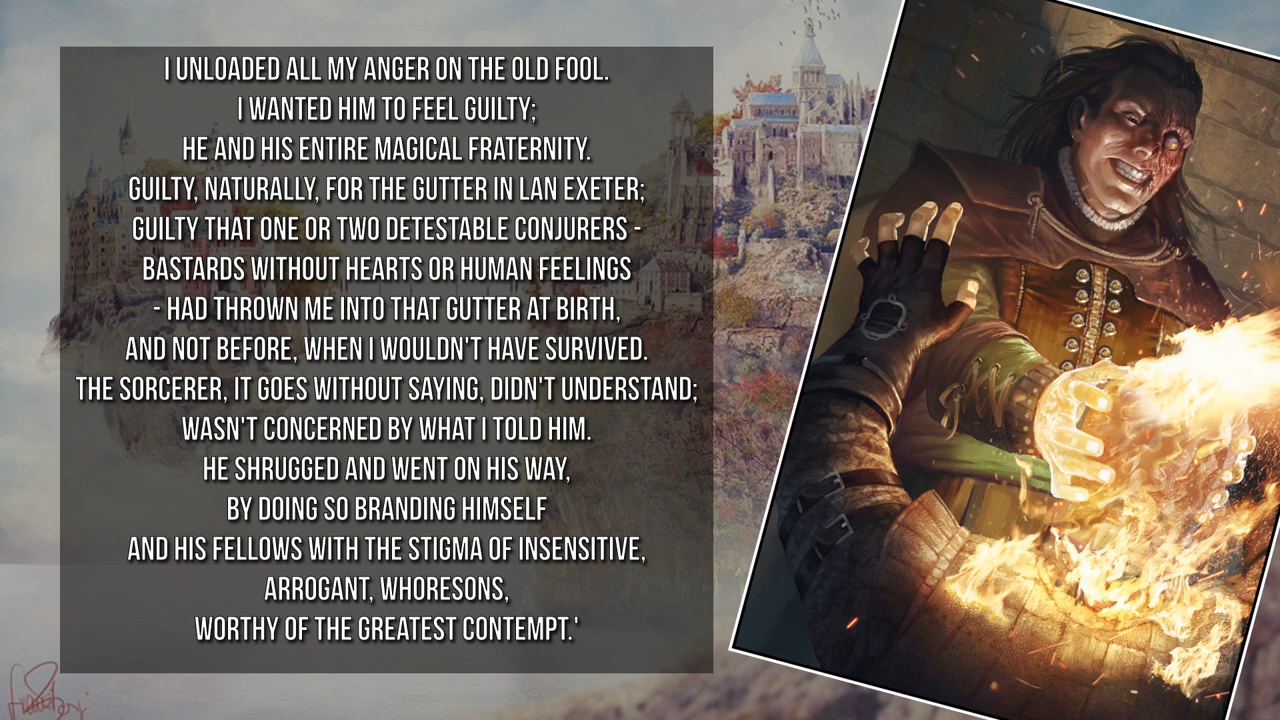 I UNLOADED ALL MY ANGER ON THE OLD FOOL.
I WANTED HIM TO FEEL GUILTY;
HE AND HIS ENTIRE MAGICAL FRATERNITY.
GUILTY, NATURALLY, FOR THE GUTTER IN LAN EXETER;
GUILTY THAT ONE OR TWO DETESTABLE CONJURERS -
BASTARDS WITHOUT HEARTS OR HUMAN FEELINGS
- HAD THROWN ME INTO THAT GUTTER AT BIRTH,
AND NOT BEFORE, WHEN I WOULDN'T HAVE SURVIVED.
THE SORCERER, IT GOES WITHOUT SAYING, DIDN'T UNDERSTAND;
WASN'T CONCERNED BY WHAT I TOLD HIM.
HE SHRUGGED AND WENT ON HIS WAY,
BY DOING SO BRANDING HIMSELF
AND HIS FELLOWS WITH THE STIGMA OF INSENSITIVE,
ARROGANT, WHORESONS,
WORTHY OF THE GREATEST CONTEMPT.'